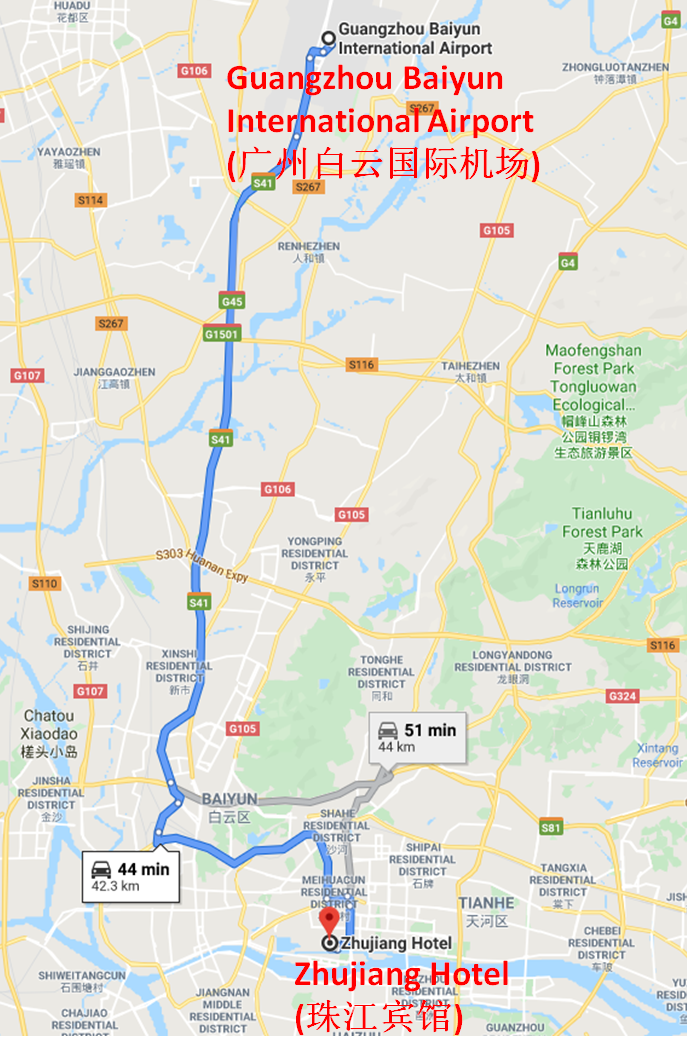 HUADU
花都区
Guangzhou Baiyun
International Airport
G4
G106
ZHONGLUOTANZHEN
钟落潭镇
Guangzhou Baiyun
International Airport
(广州白云国际机场)
S267
YAYAOZHEN
雅瑶镇
S41
S267
S114
G105
RENHEZHEN
人和镇
G4
G45
S267
G1501
S116
Maofengshan
Forest Park
Tongluowan
Ecological...
帽峰山森林
公园铜锣湾
生态旅游景区
TAIHEZHEN
太和镇
G107
JIANGGAOZHEN
江高镇
S41
G106
G105
Tianluhu
Forest Park
天鹿湖
森林公园
YONGPING
RESIDENTIAL
DISTRICT
永平
S303 Huanan Expy
S110
Longrun
Reservoir
S41
SHIJING
RESIDENTIAL
DISTRICT
石井
XINSHI
RESIDENTIAL
DISTRICT
新市
S116
TONGHE
RESIDENTIAL
DISTRICT
同和
LONGYANDONG
RESIDENTIAL DISTRICT
龙眼洞
G107
G324
Chatou
Xiaodao
槎头小岛
G105
51 min
44 km
Xintang
Reservoir
JINSHA
RESIDENTIAL
DISTRICT
金沙
BAIYUN
白云区
SHAHE
RESIDENTIAL
DISTRICT
沙河
S81
44 min
42.3 km
SHIPAI
RESIDENTIAL
DISTRICT
石牌
TANGXIA
RESIDENTIAL
DISTRICT
棠下
MEIHUACUN
RESIDENTIAL
DISTRICT
TIANHE
天河区
CHEBEI
RESIDENTIAL
DISTRICT
车陂
Zhujiang Hotel
Zhujiang Hotel
(珠江宾馆)
SHIWEITANGCUN
石围塘村
JIANGNAN
MIDDLE
RESIDENTIAL
DISTRICT
RESIDENTIAL
DISTRICT
CHAJIAO
RESIDENTIAL
GUANZHOU